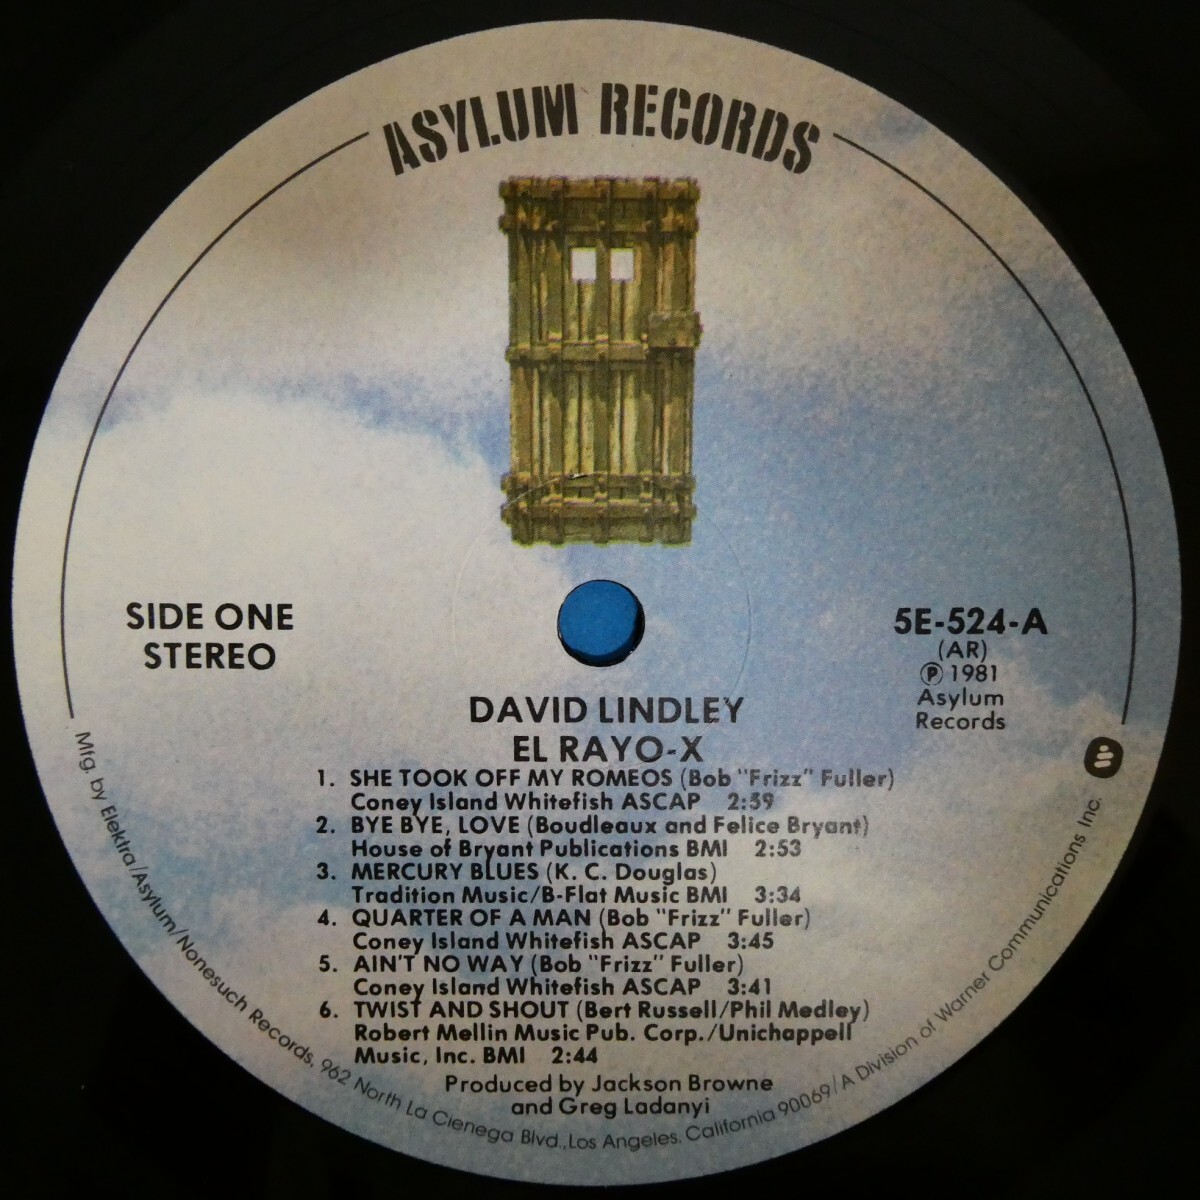 ASYLUM RECORDS
SIDE ONE
STEREO
5E-524-A
(AR)
Ⓟ 1981
Asylum
Records
DAVID LINDLEY
EL RAYO-X
1. SHE TOOK OFF MY ROMEOS (Bob "Frizz" Fuller)
Coney Island Whitefish ASCAP 2:59
2. BYE BYE, LOVE (Boudleaux and Felice Bryant)
House of Bryant Publications BMI 2:53
3. MERCURY BLUES (K. C. Douglas)
Tradition Music/B-Flat Music BMI 3:34
4. QUARTER OF A MAN (Bob "Frizz" Fuller)
Coney Island Whitefish ASCAP 3:45
5. AIN'T NO WAY (Bob "Frizz" Fuller)
Coney Island Whitefish ASCAP 3:41
6. TWIST AND SHOUT (Bert Russell/Phil Medley)
Robert Mellin Music Pub. Corp./Unichappell
Music, Inc. BMI 2:44
Produced by Jackson Browne
and Greg Ladanyi
Mfg. by Elektra/Asylum/Nonesuch Records, 962 North La Cienega Blvd., Los Angeles, California 90069/A Division of Warner Communications Inc.